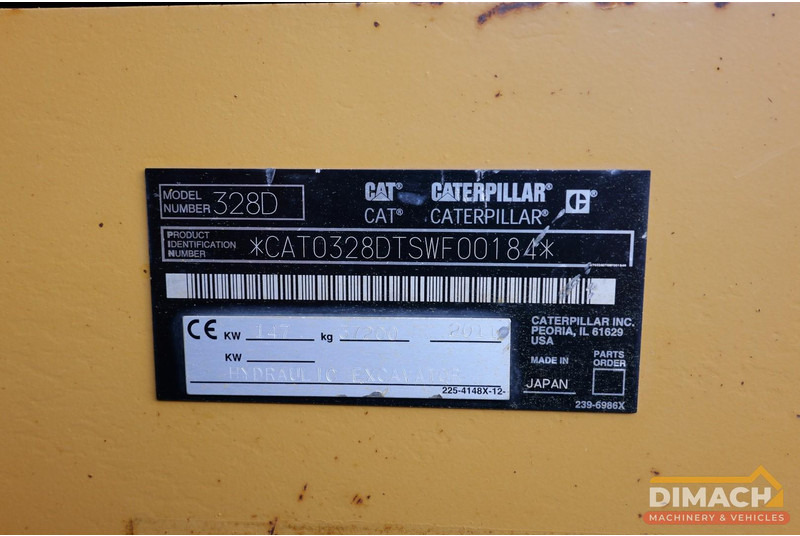 MODEL NUMBER 328D
CAT® CATERPILLAR®
CAT® CATERPILLAR®
PRODUCT IDENTIFICATION NUMBER *CAT0328DTSWF00184*
CE KW 147 kg
KW
HYDRAULIC EXCAVATOR
225-4148X-12-
CATERPILLAR INC.
PEORIA, IL 61629
USA
MADE IN
JAPAN
PARTS
ORDER
239-6986X
DIMACH
MACHINERY & VEHICLES